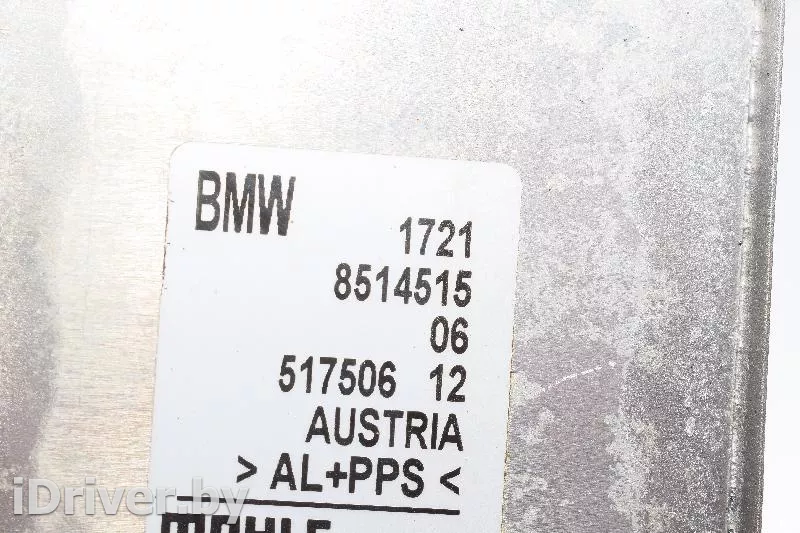 BMW
1721
8514515
06
517506 12
AUSTRIA
> AL+PPS <
MAHLE
iDriver.by